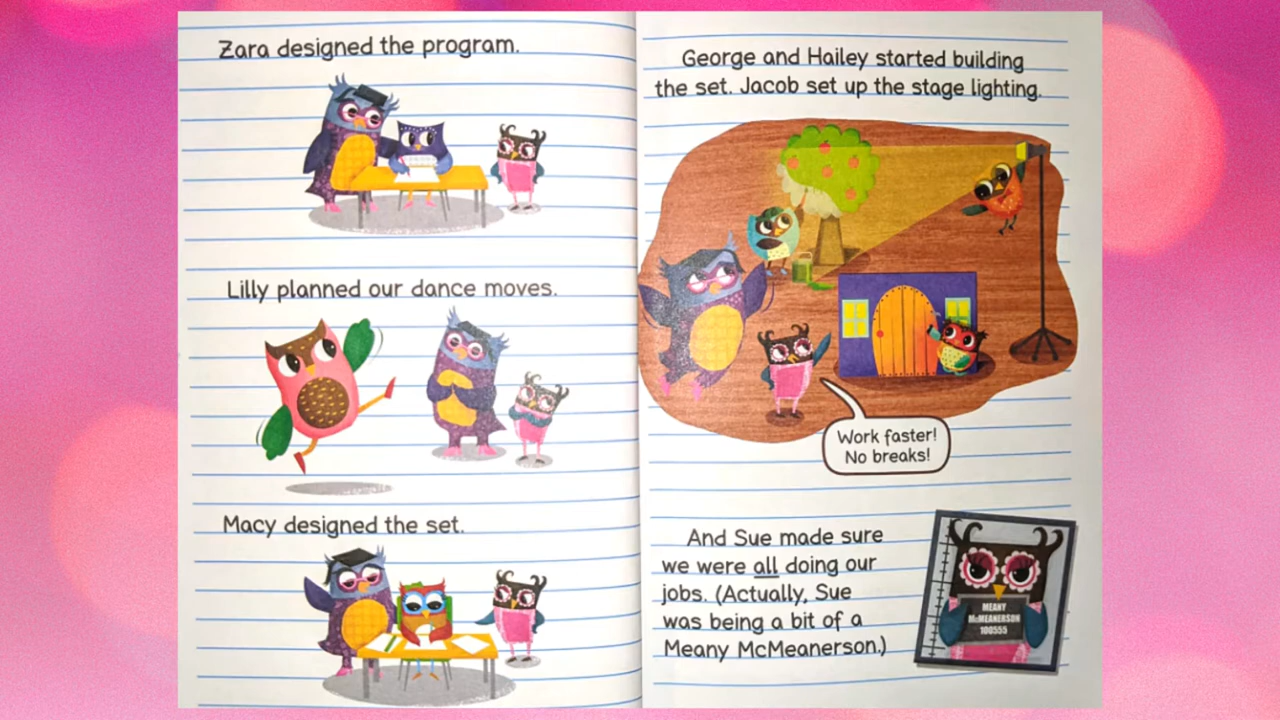 Zara designed the program.
Lilly planned our dance moves.
Macy designed the set.
George and Hailey started building
the set. Jacob set up the stage lighting.
Work faster!
No breaks!
And Sue made sure
we were all doing our
jobs. (Actually, Sue
was being a bit of a
Meany McMeanerson.)
MEANY
McMEANERSON
100555